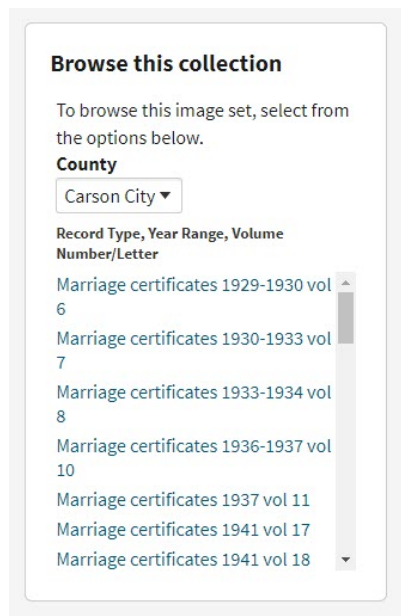 Browse this collection
To browse this image set, select from
the options below.
County
Carson City
Record Type, Year Range, Volume
Number/Letter
Marriage certificates 1929-1930 vol
6
Marriage certificates 1930-1933 vol
7
Marriage certificates 1933-1934 vol
8
Marriage certificates 1936-1937 vol
10
Marriage certificates 1937 vol 11
Marriage certificates 1941 vol 17
Marriage certificates 1941 vol 18